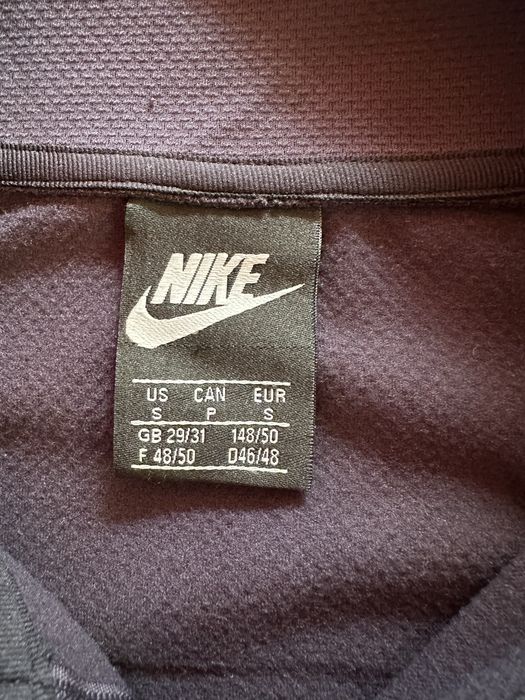 NIKE
US CAN EUR
S P S
GB 29/31 148/50
F 48/50 D46/48